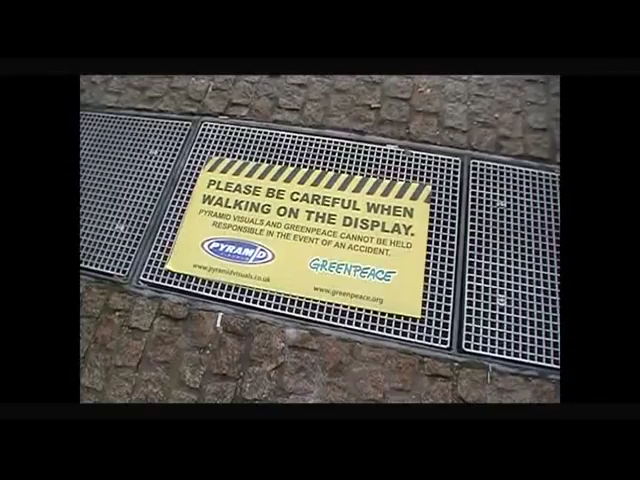 PLEASE BE CAREFUL WHEN
WALKING ON THE DISPLAY.
PYRAMID VISUALS AND GREENPEACE CANNOT BE HELD
RESPONSIBLE IN THE EVENT OF AN ACCIDENT.
PYRAMID
www.pyramidvisuals.co.uk
GREENPEACE
www.greenpeace.org